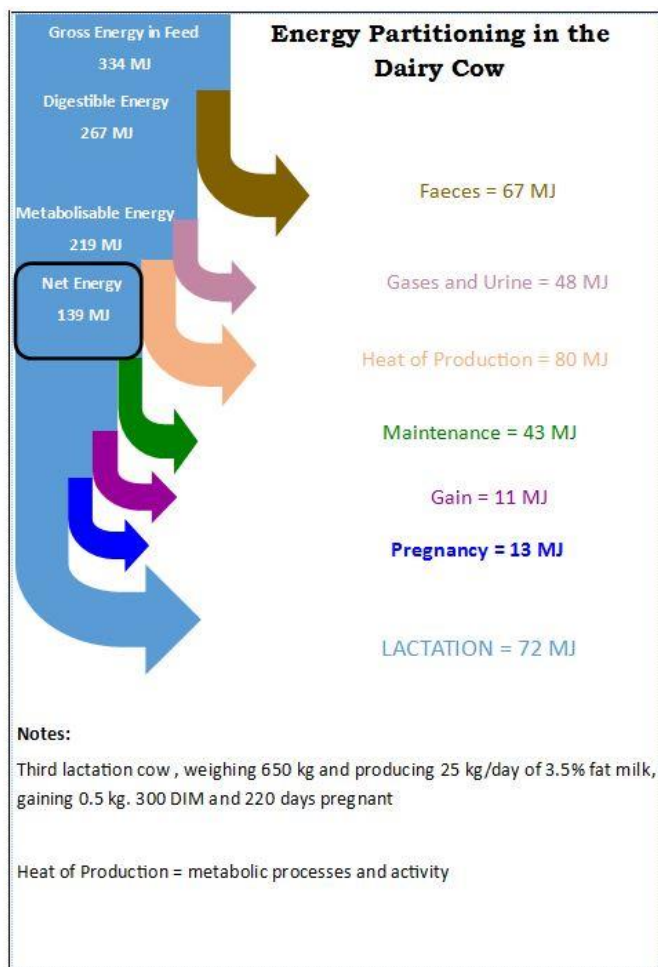 Energy Partitioning in the
Dairy Cow
Gross Energy in Feed
334 MJ
Digestible Energy
267 MJ
Faeces = 67 MJ
Metabolisable Energy
219 MJ
Gases and Urine = 48 MJ
Net Energy
139 MJ
Heat of Production = 80 MJ
Maintenance = 43 MJ
Gain = 11 MJ
Pregnancy = 13 MJ
LACTATION = 72 MJ
Notes:
Third lactation cow , weighing 650 kg and producing 25 kg/day of 3.5% fat milk,
gaining 0.5 kg. 300 DIM and 220 days pregnant
Heat of Production = metabolic processes and activity